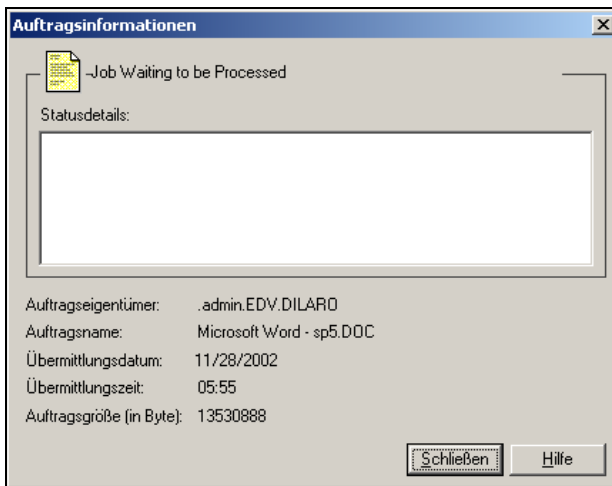 Auftragsinformationen
Job Waiting to be Processed
Statusdetails:
Auftragseigentümer: .admin.EDV.DILARO
Auftragsname: Microsoft Word - sp5.DOC
Übermittlungsdatum: 11/28/2002
Übermittlungszeit: 05:55
Auftragsgröße (in Byte): 13530888
Schließen Hilfe